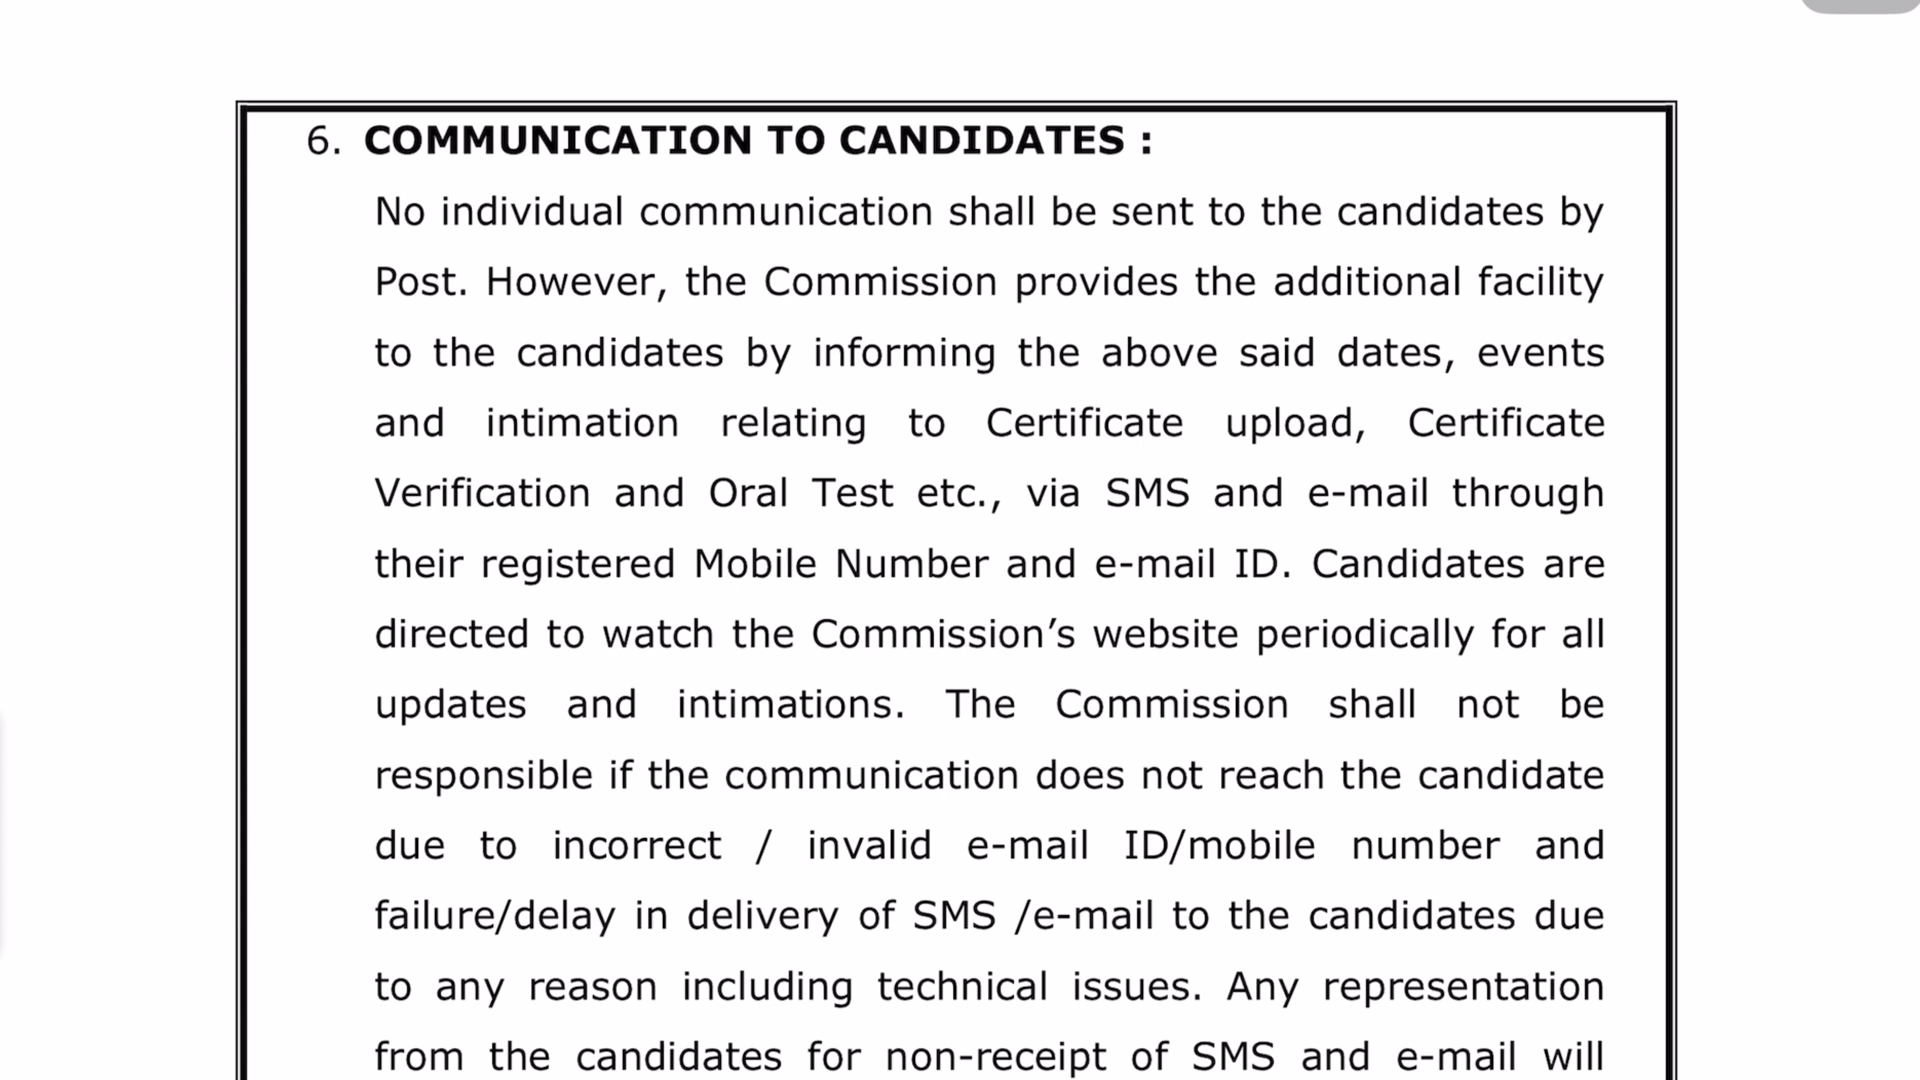 6. COMMUNICATION TO CANDIDATES :
No individual communication shall be sent to the candidates by
Post. However, the Commission provides the additional facility
to the candidates by informing the above said dates, events
and intimation relating to Certificate upload, Certificate
Verification and Oral Test etc., via SMS and e-mail through
their registered Mobile Number and e-mail ID. Candidates are
directed to watch the Commission’s website periodically for all
updates and intimations. The Commission shall not be
responsible if the communication does not reach the candidate
due to incorrect / invalid e-mail ID/mobile number and
failure/delay in delivery of SMS /e-mail to the candidates due
to any reason including technical issues. Any representation
from the candidates for non-receipt of SMS and e-mail will